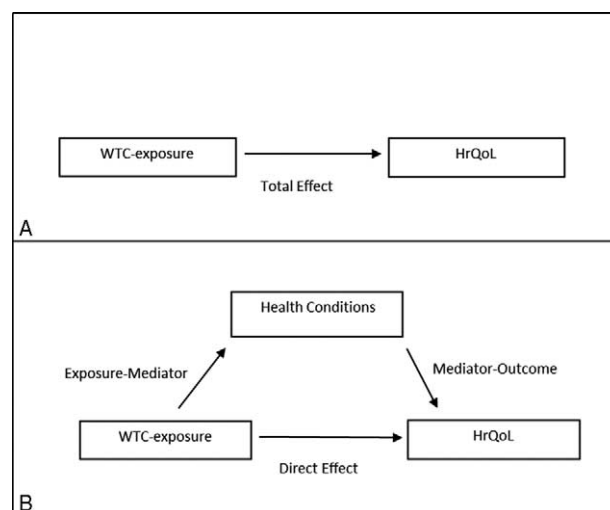 WTC-exposure
HrQoL
Total Effect
A
Health Conditions
Exposure-Mediator
Mediator-Outcome
WTC-exposure
HrQoL
Direct Effect
B